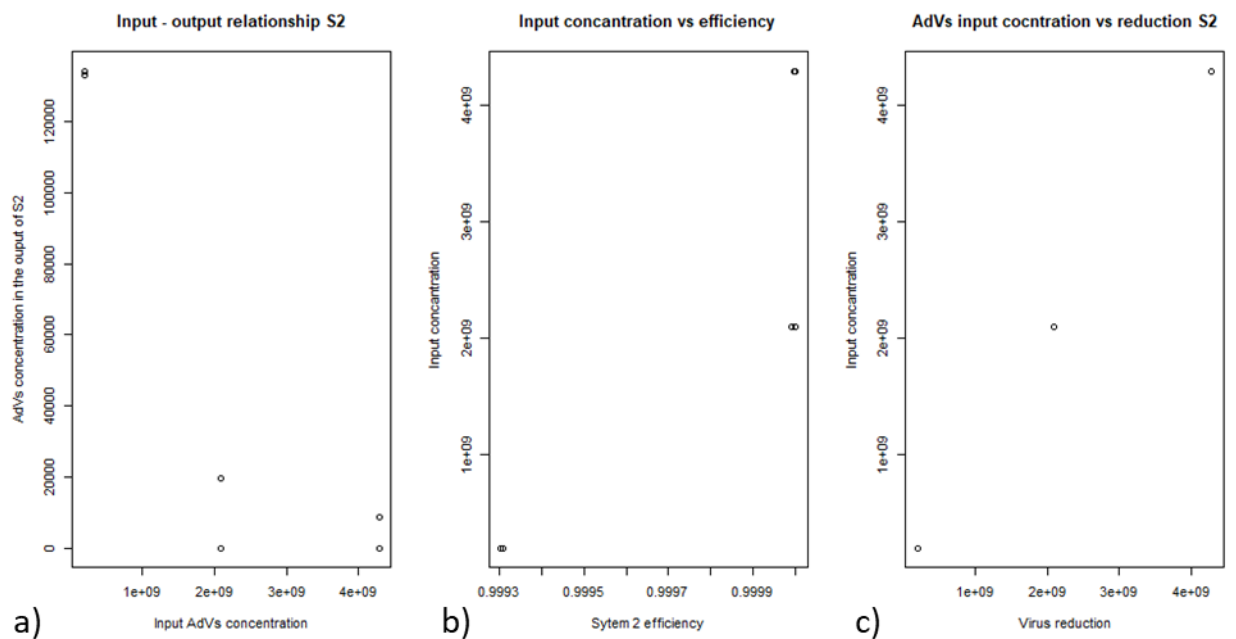 Input - output relationship S2
AdVs concentration in the ouput of S2
0
20000
40000
60000
80000
100000
120000
1e+09
2e+09
3e+09
4e+09
Input AdVs concentration
a)
Input concantration vs efficiency
Input concantration
1e+09
2e+09
3e+09
4e+09
0.9993
0.9995
0.9997
0.9999
Sytem 2 efficiency
b)
AdVs input cocntration vs reduction S2
Input concantration
1e+09
2e+09
3e+09
4e+09
1e+09
2e+09
3e+09
4e+09
Virus reduction
c)